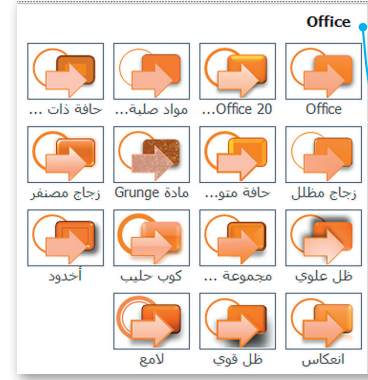 Office
Office
Office 20...
مواد صلبة...
حافة ذات ...
زجاج مظلل
حافة متو...
مادة Grunge
زجاج مصنفر
ظل علوي
مجموعة ...
كوب حليب
أخدود
انعكاس
ظل قوي
لامع